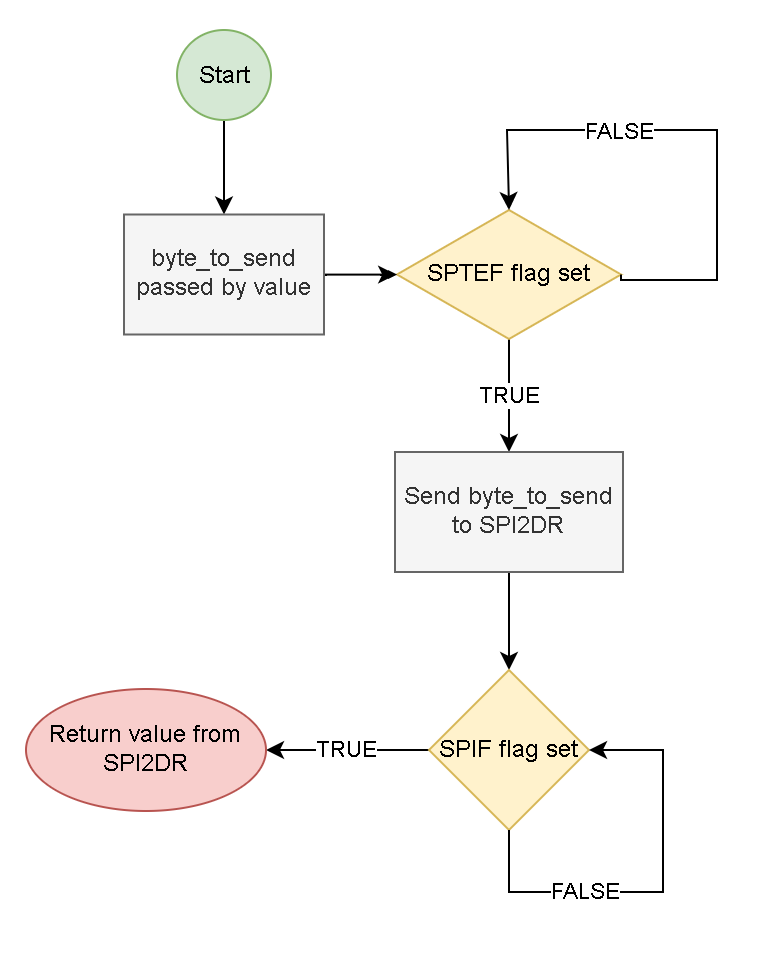 Start
FALSE
byte_to_send
passed by value
SPTEF flag set
TRUE
Send byte_to_send
to SPI2DR
Return value from
SPI2DR
TRUE
SPIF flag set
FALSE